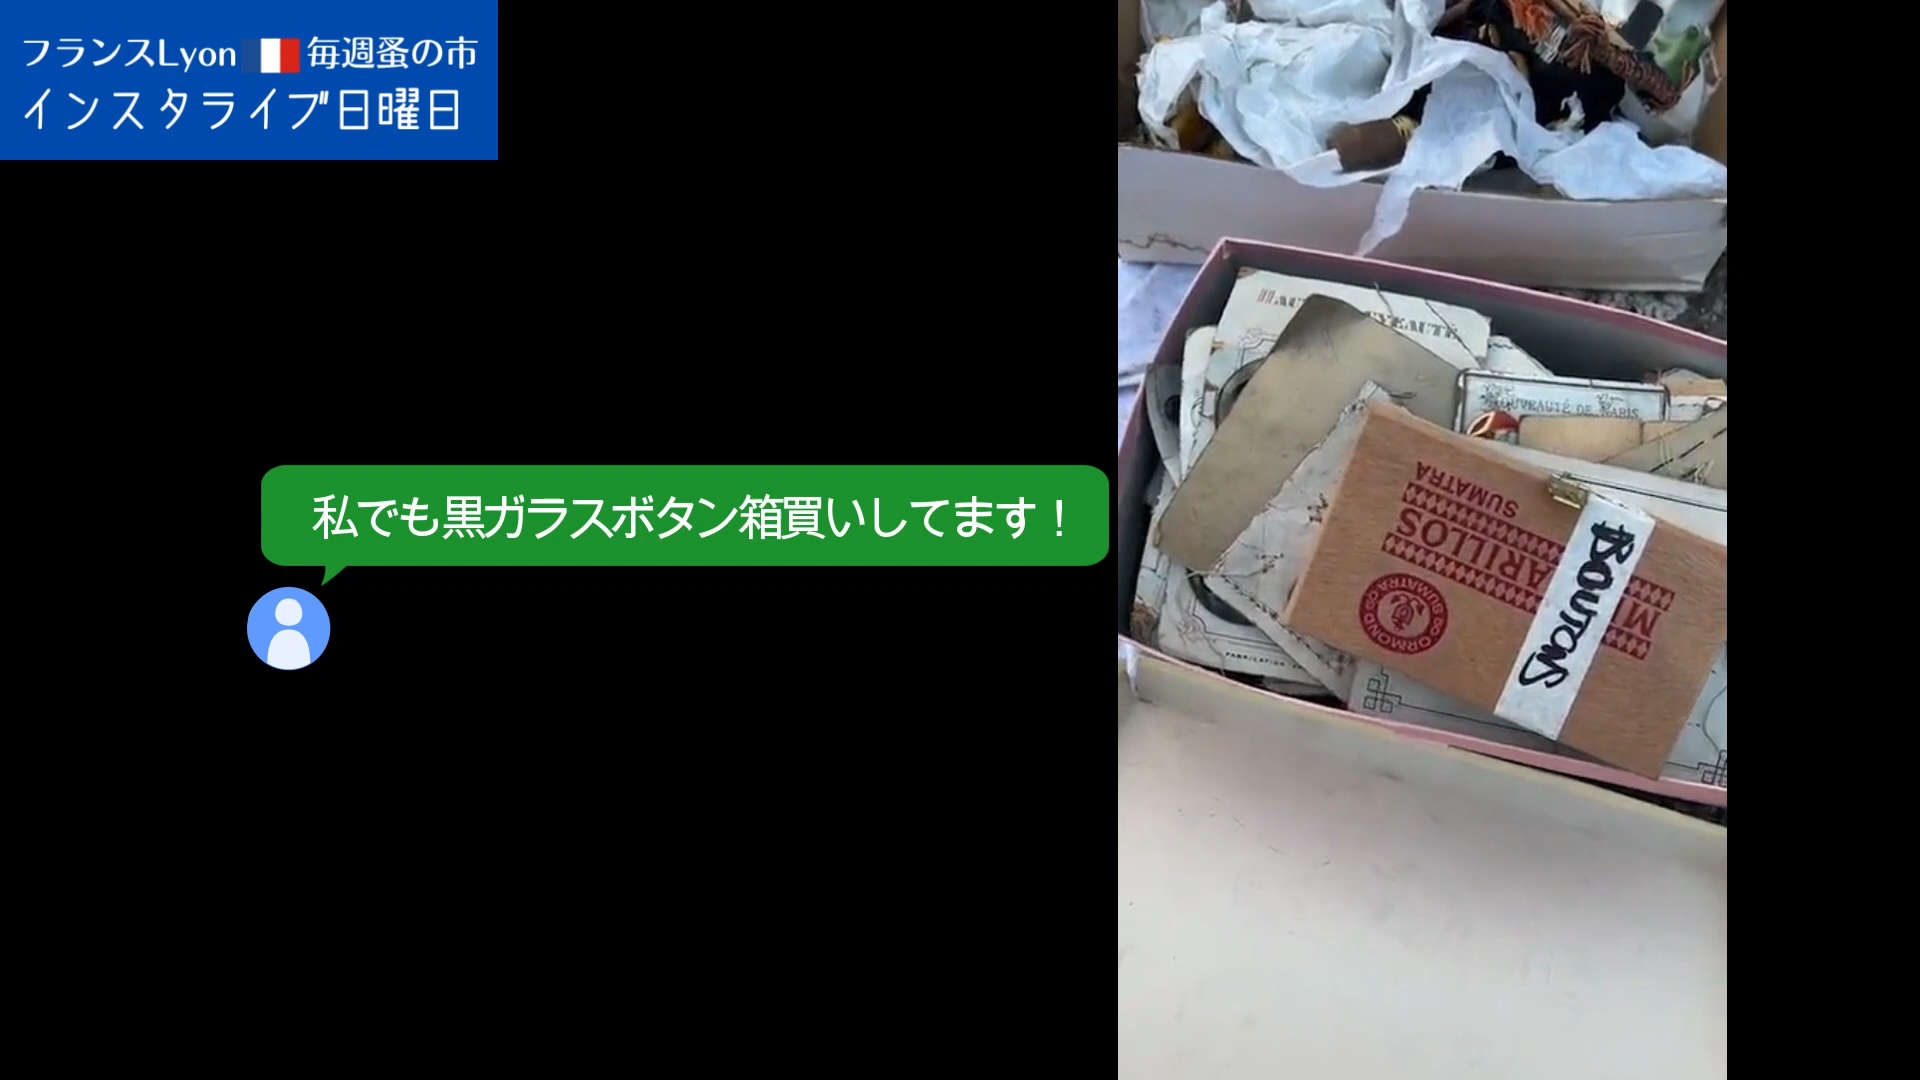 フランスLyon🇫🇷毎週蚤の市
インスタライブ日曜日
私でも黒ガラスボタン箱買いしてます！
NOUVEAUTÉ DE PARIS
SUMATRA
BOUTONS
ORMOND
FABRICATION